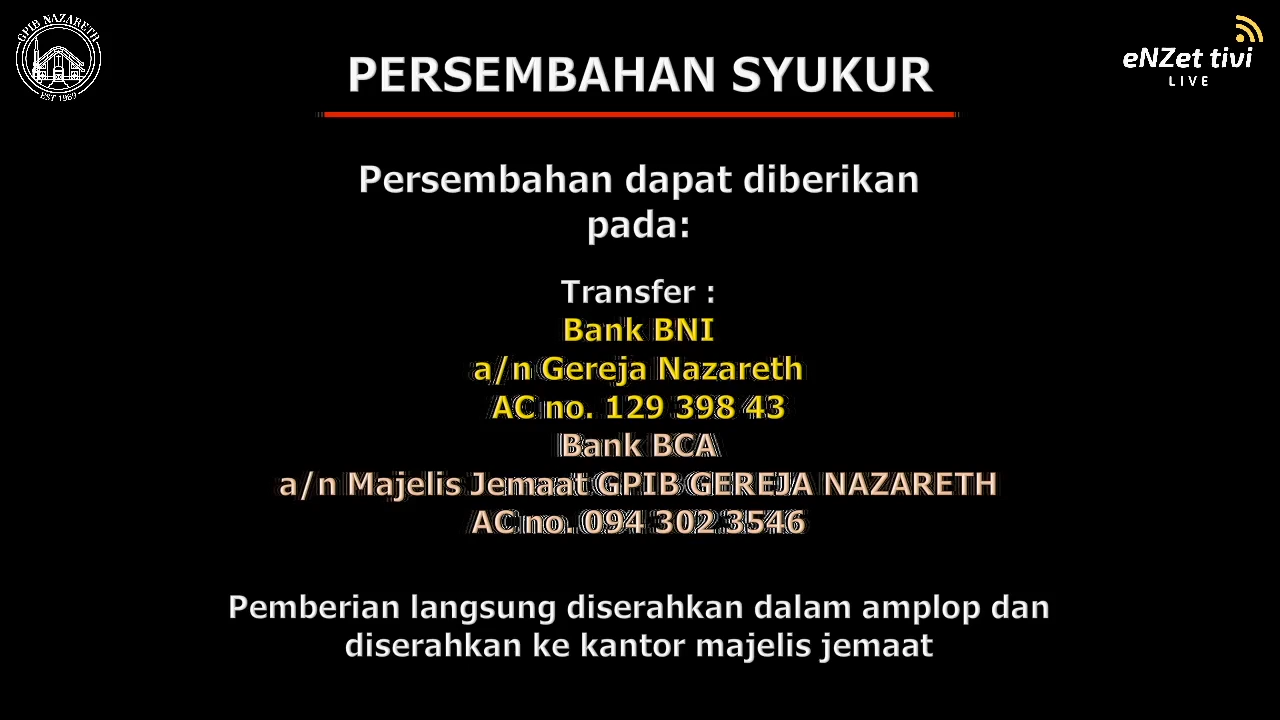 GPIB NAZARETH
EST 1989
eNZet tivi
LIVE
PERSEMBAHAN SYUKUR
Persembahan dapat diberikan
pada:
Transfer :
Bank BNI
a/n Gereja Nazareth
AC no. 129 398 43
Bank BCA
a/n Majelis Jemaat GPIB GEREJA NAZARETH
AC no. 094 302 3546
Pemberian langsung diserahkan dalam amplop dan
diserahkan ke kantor majelis jemaat